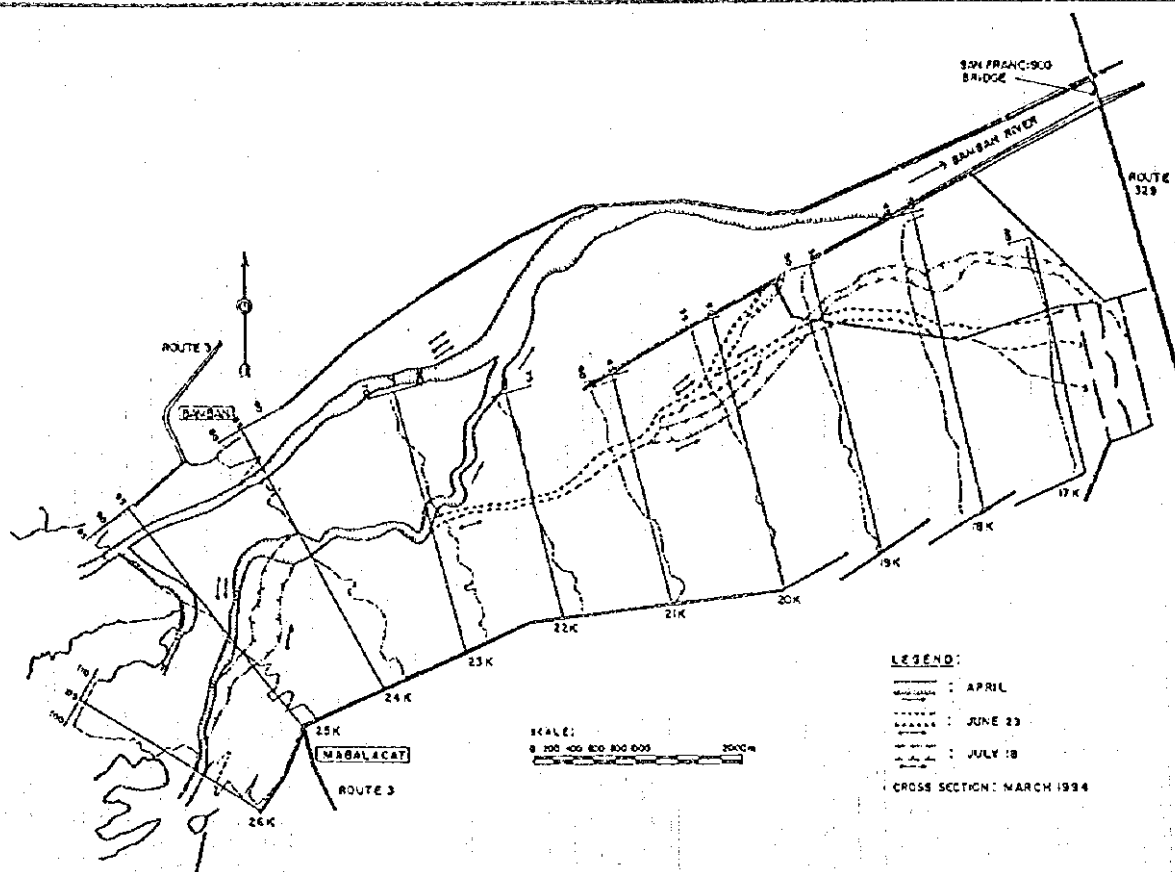 SAN FRANCISCO
BRIDGE
BAMBAN RIVER
ROUTE
329
ROUTE 3
BAMBAN
17K
18K
19K
20K
21K
22K
23K
24K
25K
26K
MABALACAT
ROUTE 3
SCALE:
2000m
LEGEND:
: APRIL
: JUNE 23
: JULY 18
CROSS SECTION: MARCH 1994